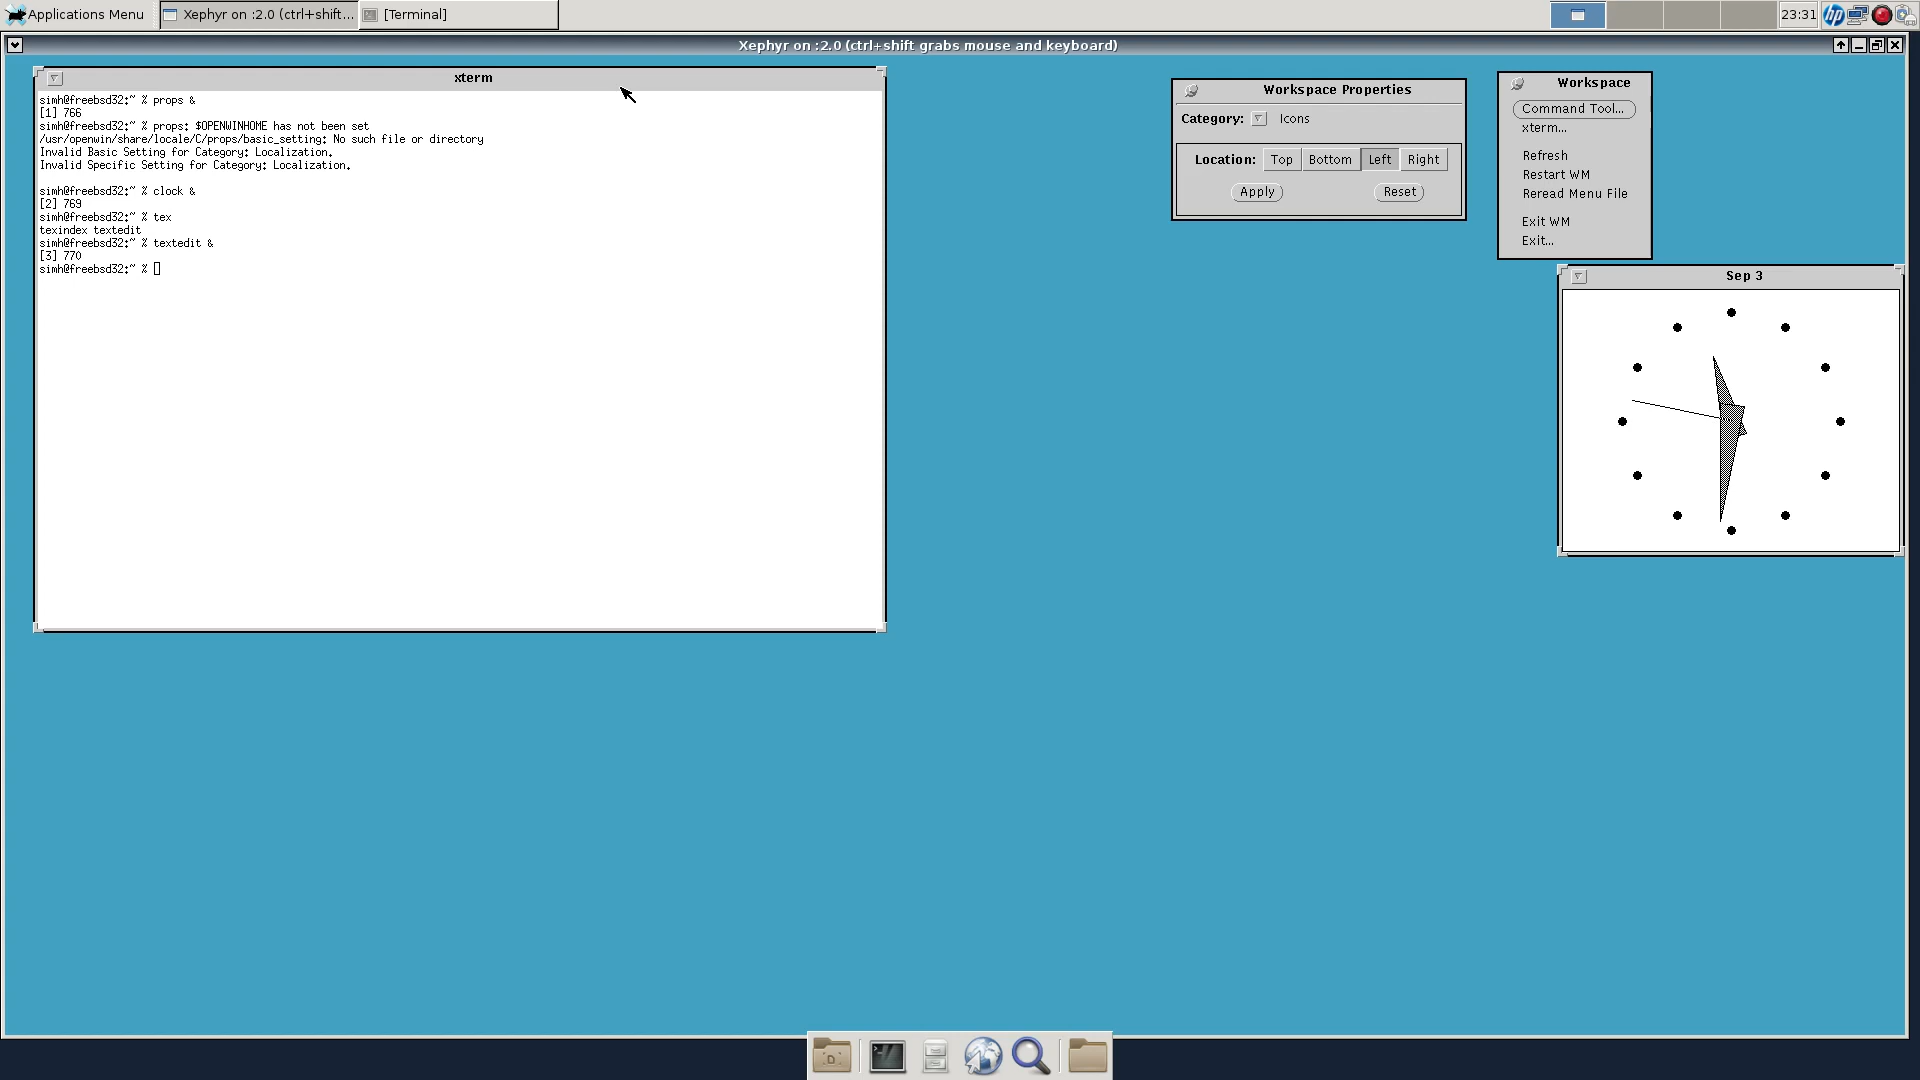 Applications Menu
Xephyr on :2.0 (ctrl+shift...
[Terminal]
23:31
hp
Xephyr on :2.0 (ctrl+shift grabs mouse and keyboard)
xterm
simh@freebsd32:~ % props &
[1] 766
simh@freebsd32:~ % props: $OPENWINHOME has not been set
/usr/openwin/share/locale/C/props/basic_setting: No such file or directory
Invalid Basic Setting for Category: Localization.
Invalid Specific Setting for Category: Localization.
simh@freebsd32:~ % clock &
[2] 769
simh@freebsd32:~ % tex
texindex textedit
simh@freebsd32:~ % textedit &
[3] 770
simh@freebsd32:~ %
Workspace Properties
Category: Icons
Location: Top Bottom Left Right
Apply Reset
Workspace
Command Tool...
xterm...
Refresh
Restart WM
Reread Menu File
Exit WM
Exit...
Sep 3
D